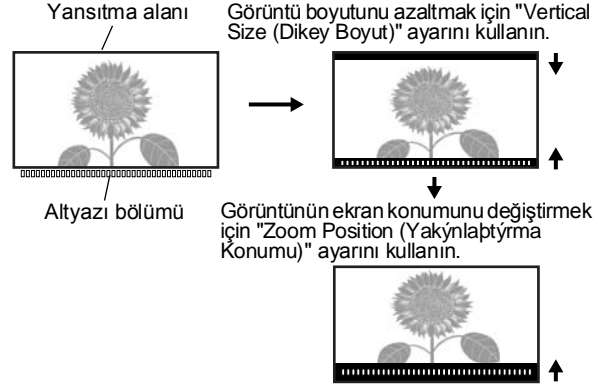 Yansıtma alanı
Görüntü boyutunu azaltmak için "Vertical
Size (Dikey Boyut)" ayarını kullanın.
Altyazı bölümü
Görüntünün ekran konumunu değiştirmek
için "Zoom Position (Yakýnlaþtýrma
Konumu)" ayarını kullanın.